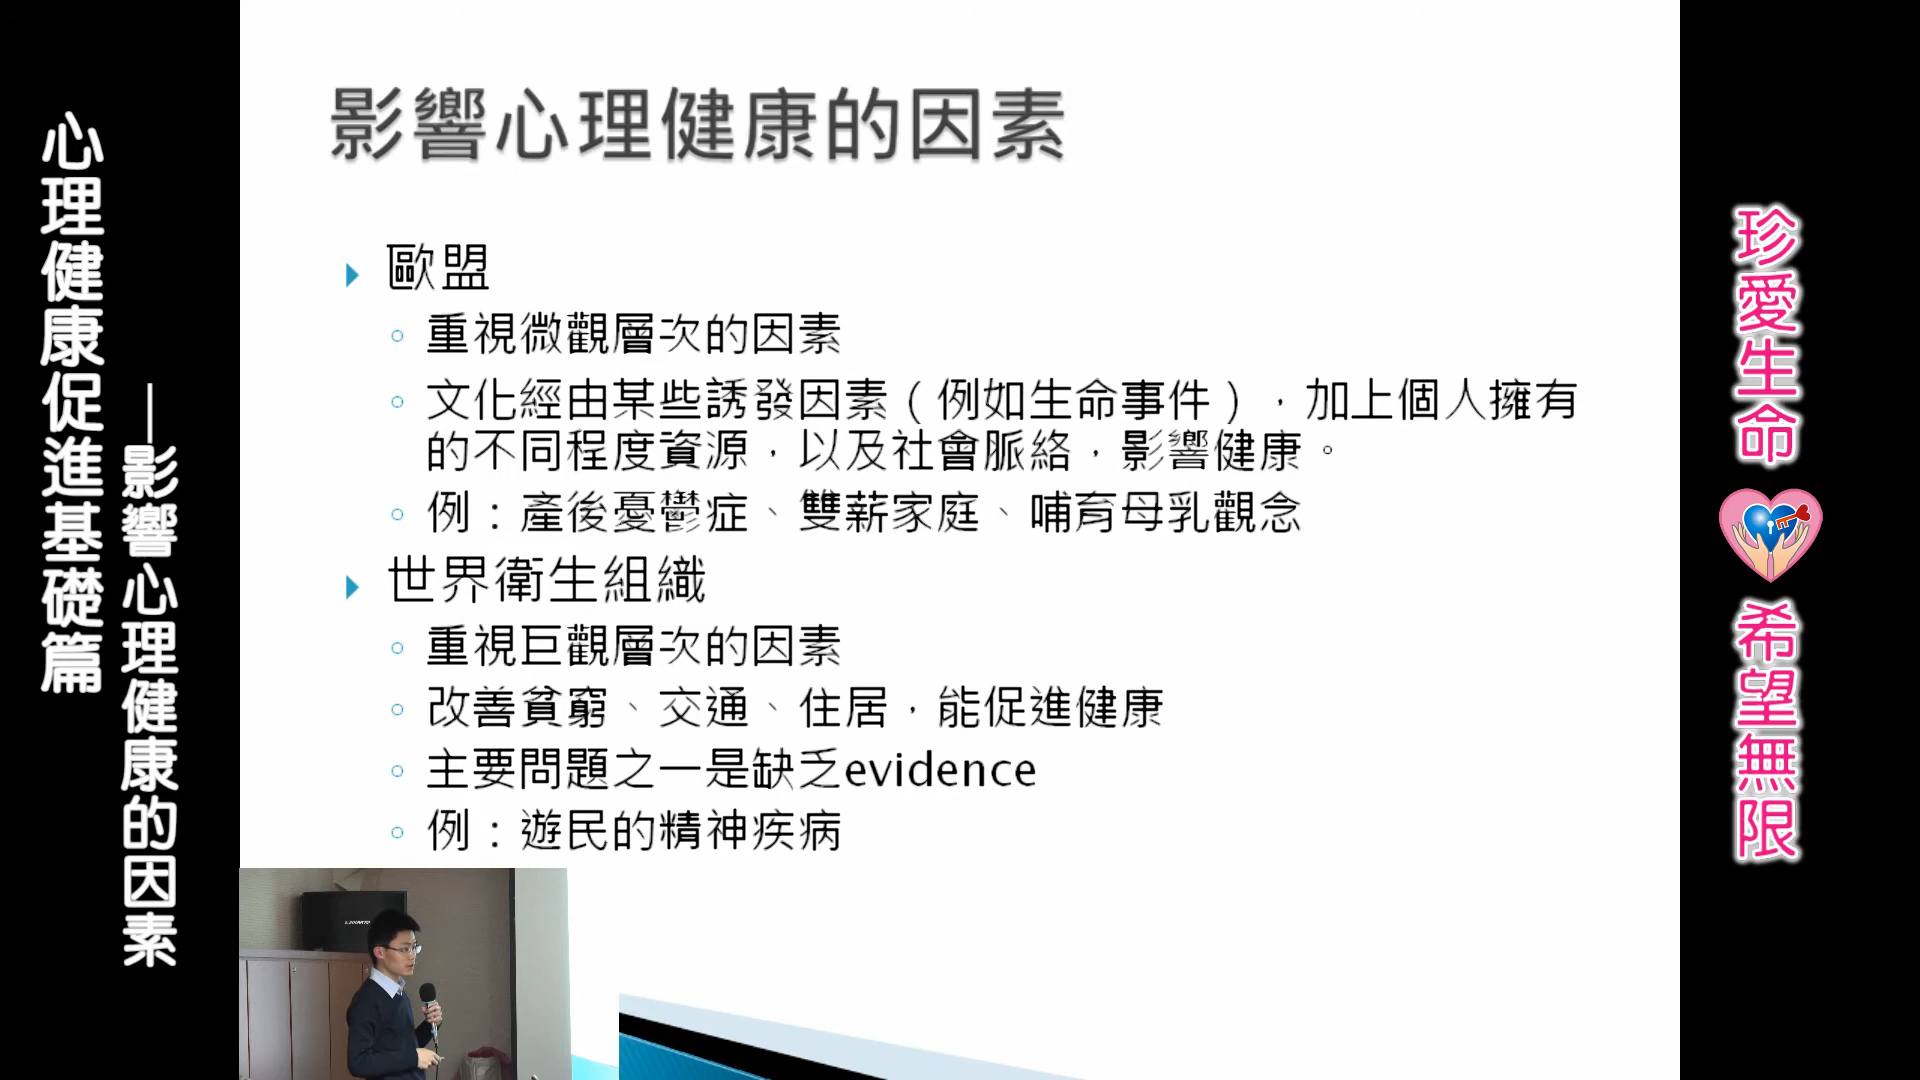 心理健康促進基礎篇
—影響心理健康的因素
影響心理健康的因素
歐盟
重視微觀層次的因素
文化經由某些誘發因素（例如生命事件），加上個人擁有
的不同程度資源，以及社會脈絡，影響健康。
例：產後憂鬱症、雙薪家庭、哺育母乳觀念
世界衛生組織
重視巨觀層次的因素
改善貧窮、交通、住居，能促進健康
主要問題之一是缺乏evidence
例：遊民的精神疾病
珍愛生命
希望無限